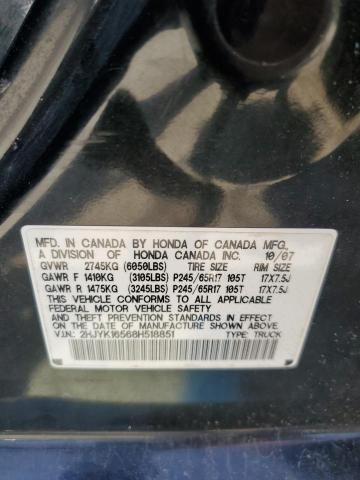 MFD. IN CANADA BY HONDA OF CANADA MFG.
A DIVISION OF HONDA CANADA INC. 10/07
GVWR 2745KG (6050LBS) TIRE SIZE RIM SIZE
GAWR F 1410KG (3105LBS) P245/65R17 105T 17X7.5J
GAWR R 1475KG (3245LBS) P245/65R17 105T 17X7.5J
THIS VEHICLE CONFORMS TO ALL APPLICABLE
FEDERAL MOTOR VEHICLE SAFETY
STANDARDS IN EFFECT ON THE DATE OF
MANUFACTURE SHOWN ABOVE.
V.I.N.: 2HJYK16568H518851 TYPE: TRUCK